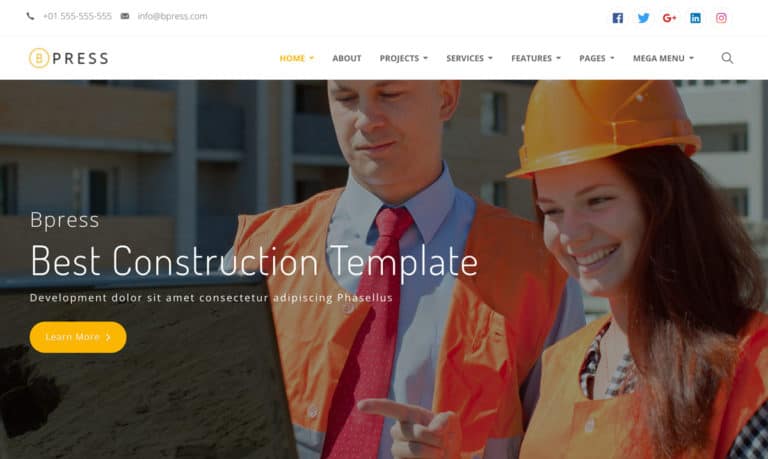 +01 555-555-555 info@bpress.com
BPRESS
HOME ABOUT PROJECTS SERVICES FEATURES PAGES MEGA MENU
Bpress
Best Construction Template
Development dolor sit amet consectetur adipiscing Phasellus
Learn More